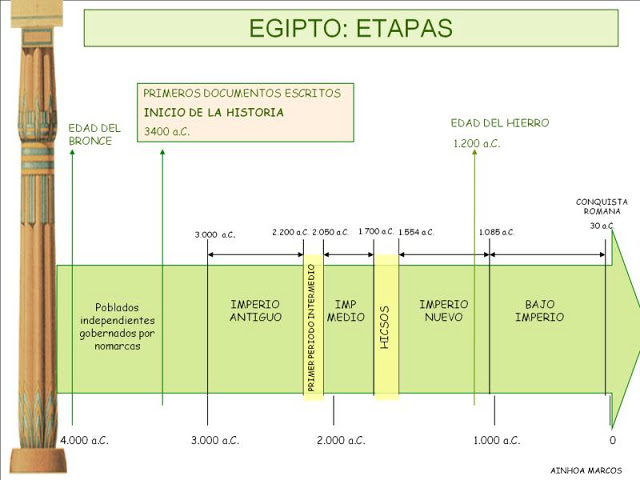 EGIPTO: ETAPAS
PRIMEROS DOCUMENTOS ESCRITOS
INICIO DE LA HISTORIA
3400 a.C.
EDAD DEL
BRONCE
EDAD DEL HIERRO
1.200 a.C.
CONQUISTA
ROMANA
30 a.C
3.000 a.C.
2.200 a.C.
2.050 a.C.
1.700 a.C.
1.554 a.C.
1.085 a.C.
Poblados
independientes
gobernados por
nomarcas
IMPERIO
ANTIGUO
PRIMER PERIODO INTERMEDIO
IMP
MEDIO
HICSOS
IMPERIO
NUEVO
BAJO
IMPERIO
4.000 a.C.
3.000 a.C.
2.000 a.C.
1.000 a.C.
0
AINHOA MARCOS